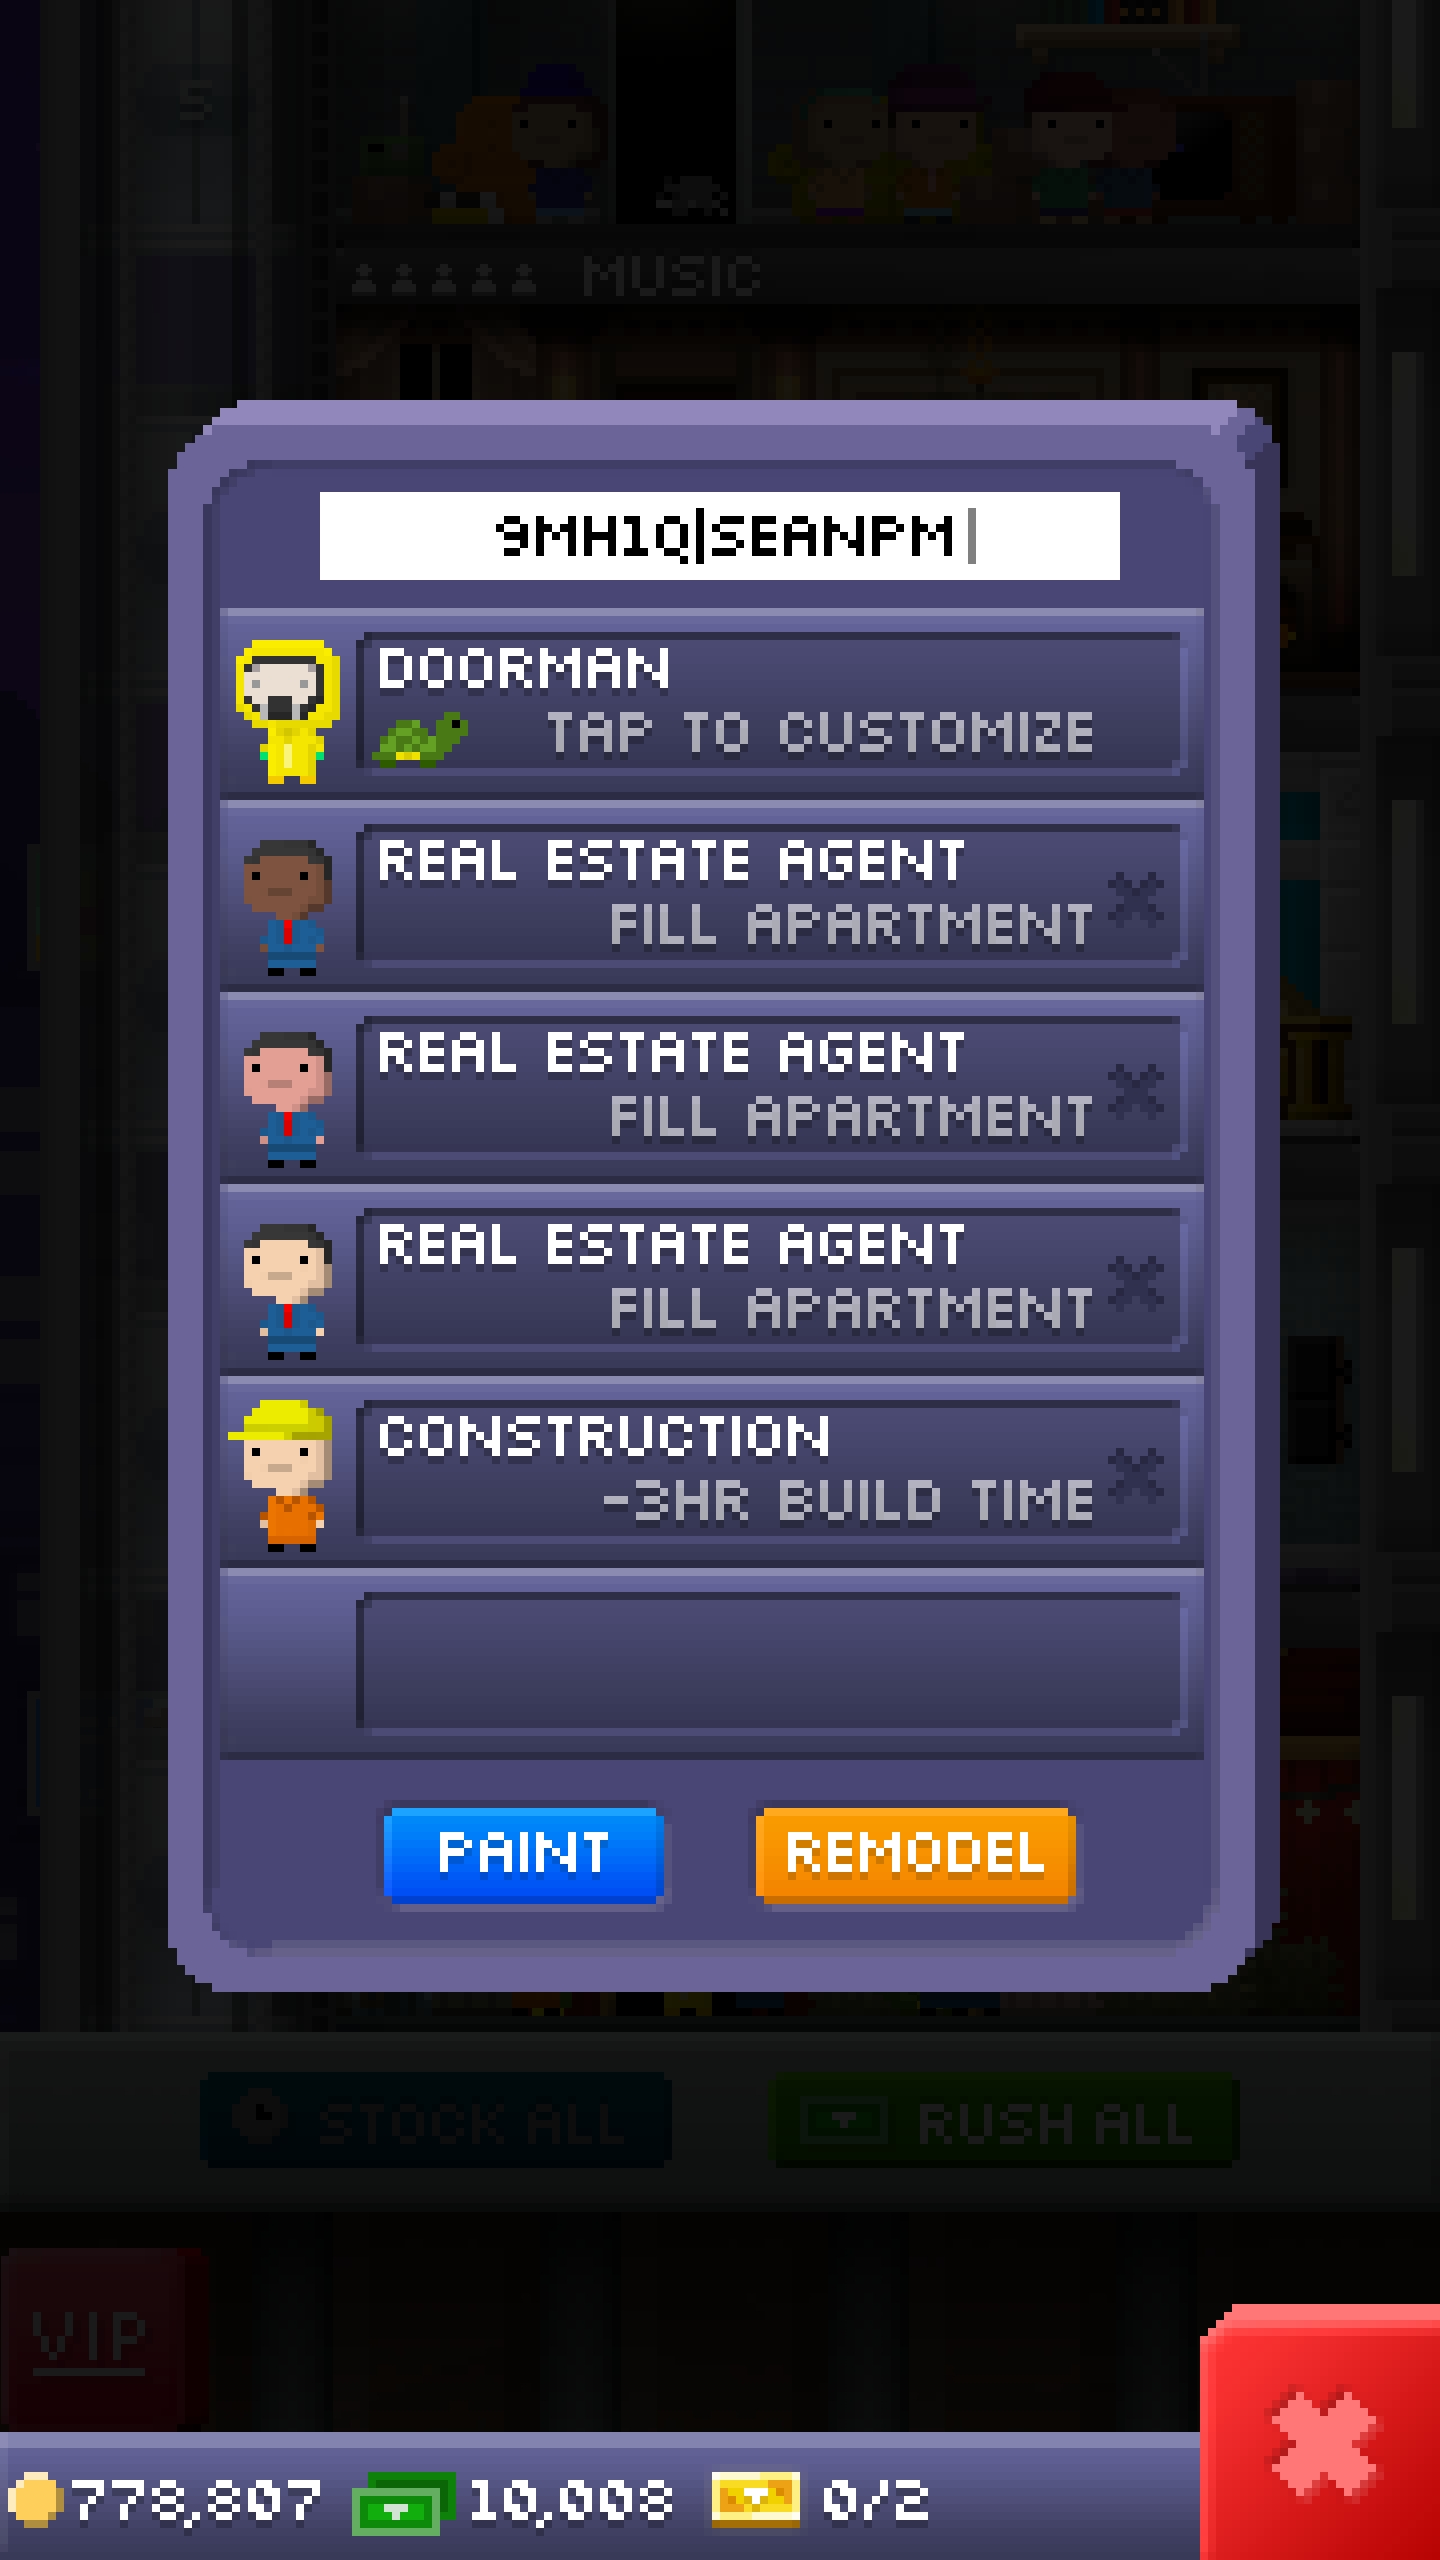 5
MUSIC
9MH1Q|SEANPM
DOORMAN
TAP TO CUSTOMIZE
REAL ESTATE AGENT
FILL APARTMENT
REAL ESTATE AGENT
FILL APARTMENT
REAL ESTATE AGENT
FILL APARTMENT
CONSTRUCTION
-3HR BUILD TIME
PAINT REMODEL
STOCK ALL RUSH ALL
VIP
778,807 10,008 0/2